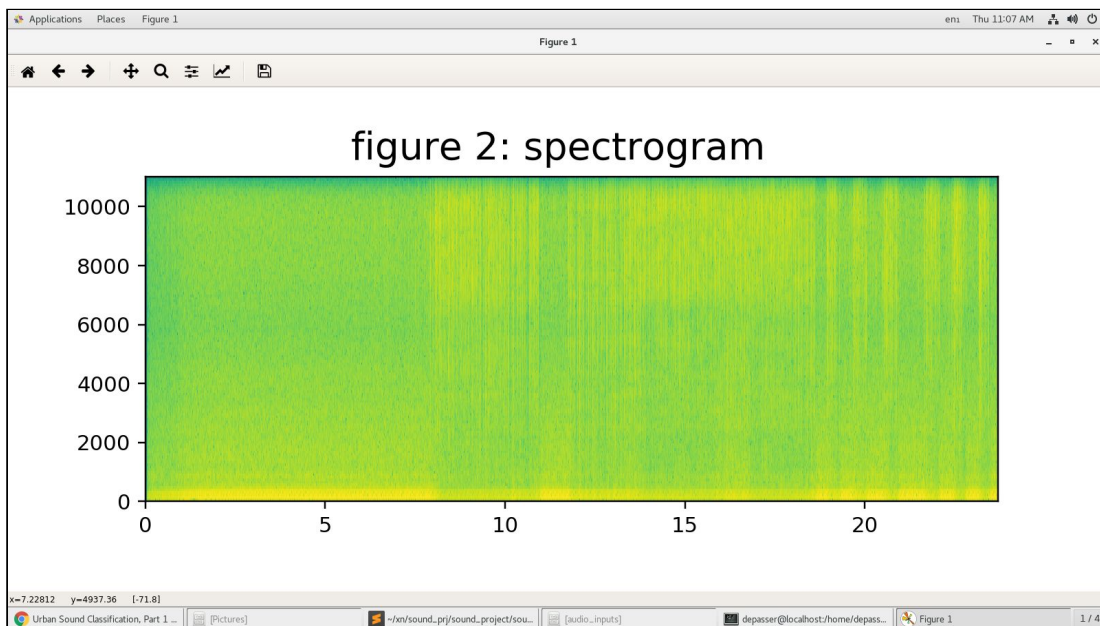 Applications Places Figure 1 en₁ Thu 11:07 AM
Figure 1
figure 2: spectrogram
10000
8000
6000
4000
2000
0
0 5 10 15 20
x=7.22812 y=4937.36 [-71.8]
Urban Sound Classification, Part 1 ... [Pictures] ~/xn/sound_prj/sound_project/sou... [audio_inputs] depasser@localhost:/home/depass... Figure 1 1 / 4